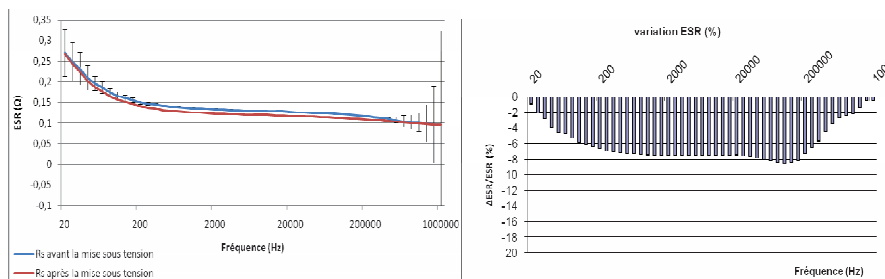 0,35
0,3
0,25
0,2
0,15
0,1
0,05
0
-0,05
-0,1
ESR (Ω)
20 200 2000 20000 200000 1000000
Fréquence (Hz)
Rs avant la mise sous tension
Rs après la mise sous tension
variation ESR (%)
20 200 2000 20000 200000 100
0
-2
-4
-6
-8
-10
-12
-14
-16
-18
20
ΔESR/ESR (%)
Fréquence (Hz)